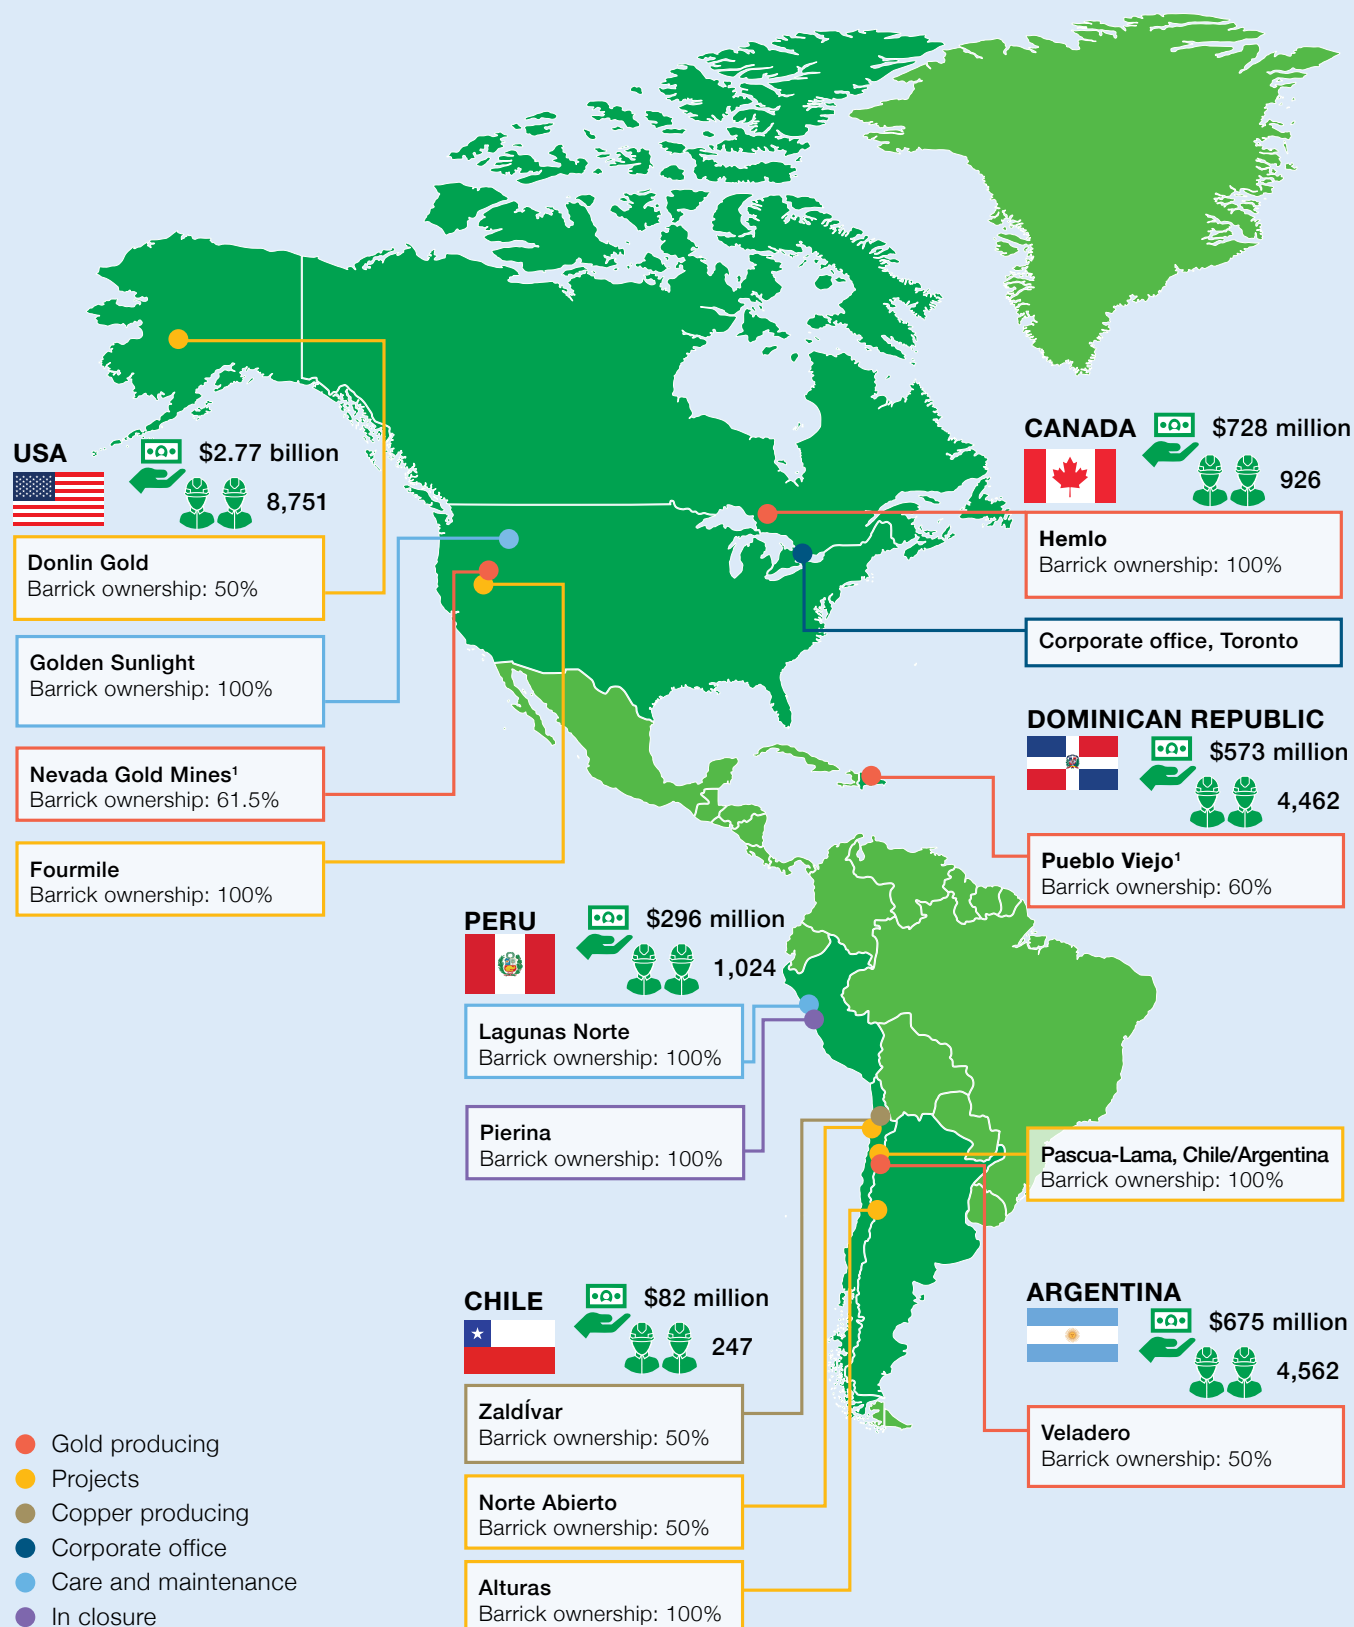 USA
$2.77 billion
8,751
Donlin Gold
Barrick ownership: 50%
Golden Sunlight
Barrick ownership: 100%
Nevada Gold Mines¹
Barrick ownership: 61.5%
Fourmile
Barrick ownership: 100%
CANADA
$728 million
926
Hemlo
Barrick ownership: 100%
Corporate office, Toronto
DOMINICAN REPUBLIC
$573 million
4,462
Pueblo Viejo¹
Barrick ownership: 60%
PERU
$296 million
1,024
Lagunas Norte
Barrick ownership: 100%
Pierina
Barrick ownership: 100%
Pascua-Lama, Chile/Argentina
Barrick ownership: 100%
CHILE
$82 million
247
ZaldÍvar
Barrick ownership: 50%
Norte Abierto
Barrick ownership: 50%
Alturas
Barrick ownership: 100%
ARGENTINA
$675 million
4,562
Veladero
Barrick ownership: 50%
Gold producing
Projects
Copper producing
Corporate office
Care and maintenance
In closure